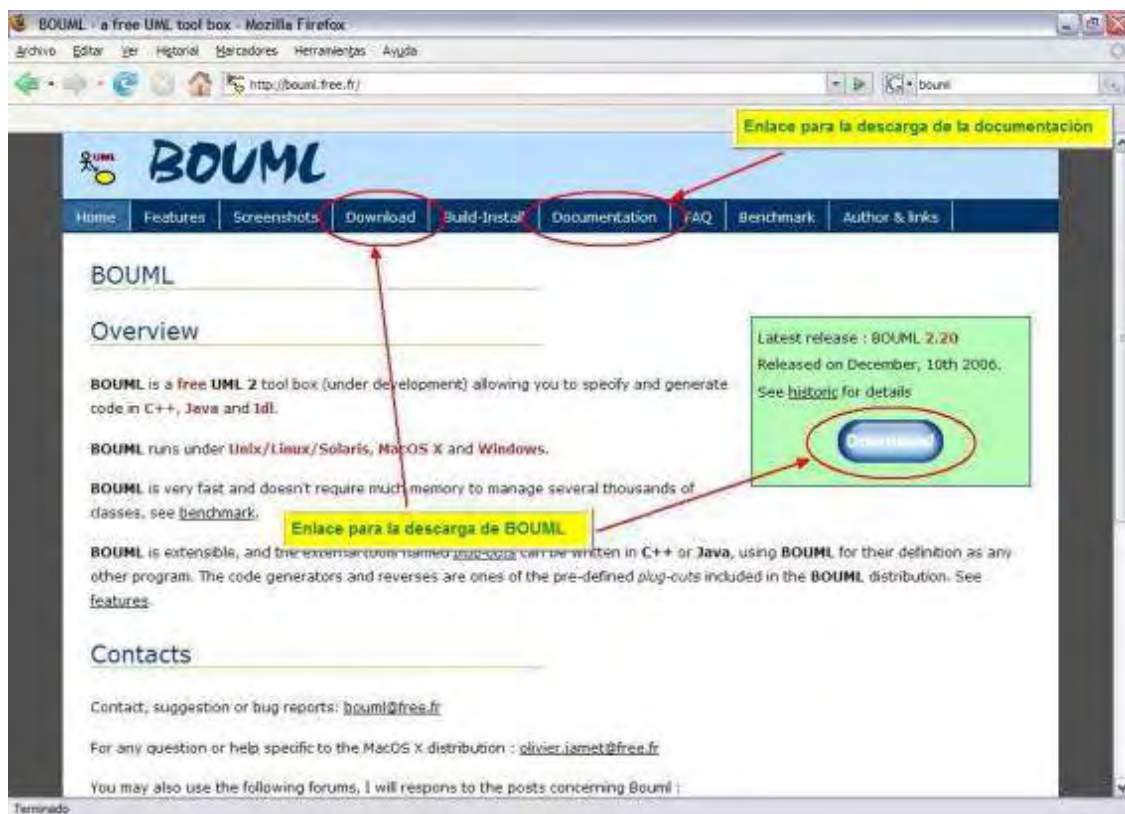 BOUML - a free UML tool box - Mozilla Firefox
Archivo Editar Ver Historial Marcadores Herramientas Ayuda
http://bouml.free.fr/
bouml
Enlace para la descarga de la documentación
UML
BOUML
Home Features Screenshots Download Build-Install Documentation FAQ Benchmark Author & links
BOUML
Overview
Latest release : BOUML 2.20
Released on December, 10th 2006.
See historic for details
Download
BOUML is a free UML 2 tool box (under development) allowing you to specify and generate
code in C++, Java and Idl.
BOUML runs under Unix/Linux/Solaris, MacOS X and Windows.
BOUML is very fast and doesn't require much memory to manage several thousands of
classes, see benchmark.
Enlace para la descarga de BOUML
BOUML is extensible, and the external tools named plug-outs can be written in C++ or Java, using BOUML for their definition as any
other program. The code generators and reverses are ones of the pre-defined plug-outs included in the BOUML distribution. See
features.
Contacts
Contact, suggestion or bug reports: bouml@free.fr
For any question or help specific to the MacOS X distribution : olivier.jamet@free.fr
You may also use the following forums, I will respons to the posts concerning Bouml :
Terminado